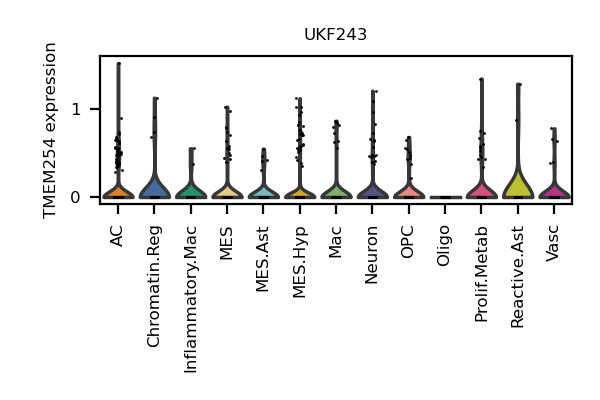 UKF243
TMEM254 expression
1
0
AC
Chromatin.Reg
Inflammatory.Mac
MES
MES.Ast
MES.Hyp
Mac
Neuron
OPC
Oligo
Prolif.Metab
Reactive.Ast
Vasc